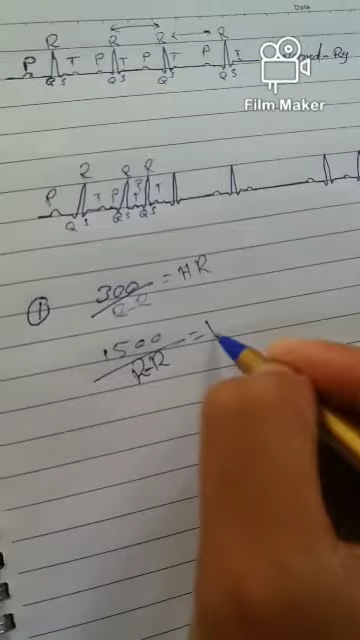 Date
R R R R
P T P T P T P T
Q S Q S Q S Q S
Film Maker
R R R
P T P T T
Q S Q S Q S
1 300/R-R = HR
1500/R-R =